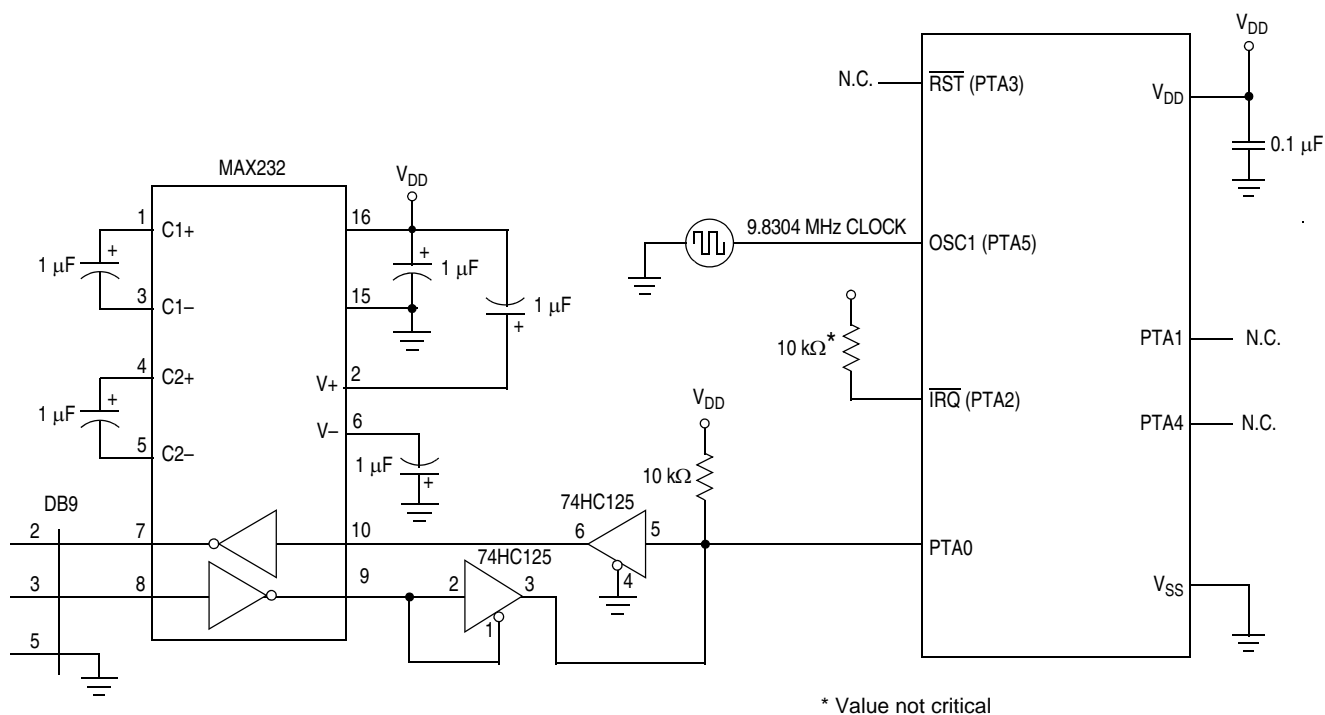 VDD
N.C.
RST (PTA3)
VDD
0.1 μF
MAX232
VDD
1
C1+
16
+
1 μF
+
1 μF
9.8304 MHz CLOCK
OSC1 (PTA5)
3
C1–
15
1 μF
+
10 kΩ*
PTA1
N.C.
4
C2+
V+
2
IRQ (PTA2)
+
1 μF
VDD
6
V–
PTA4
N.C.
5
C2–
1 μF
+
10 kΩ
DB9
74HC125
2
7
10
6
5
4
PTA0
74HC125
3
8
9
2
3
1
VSS
5
* Value not critical